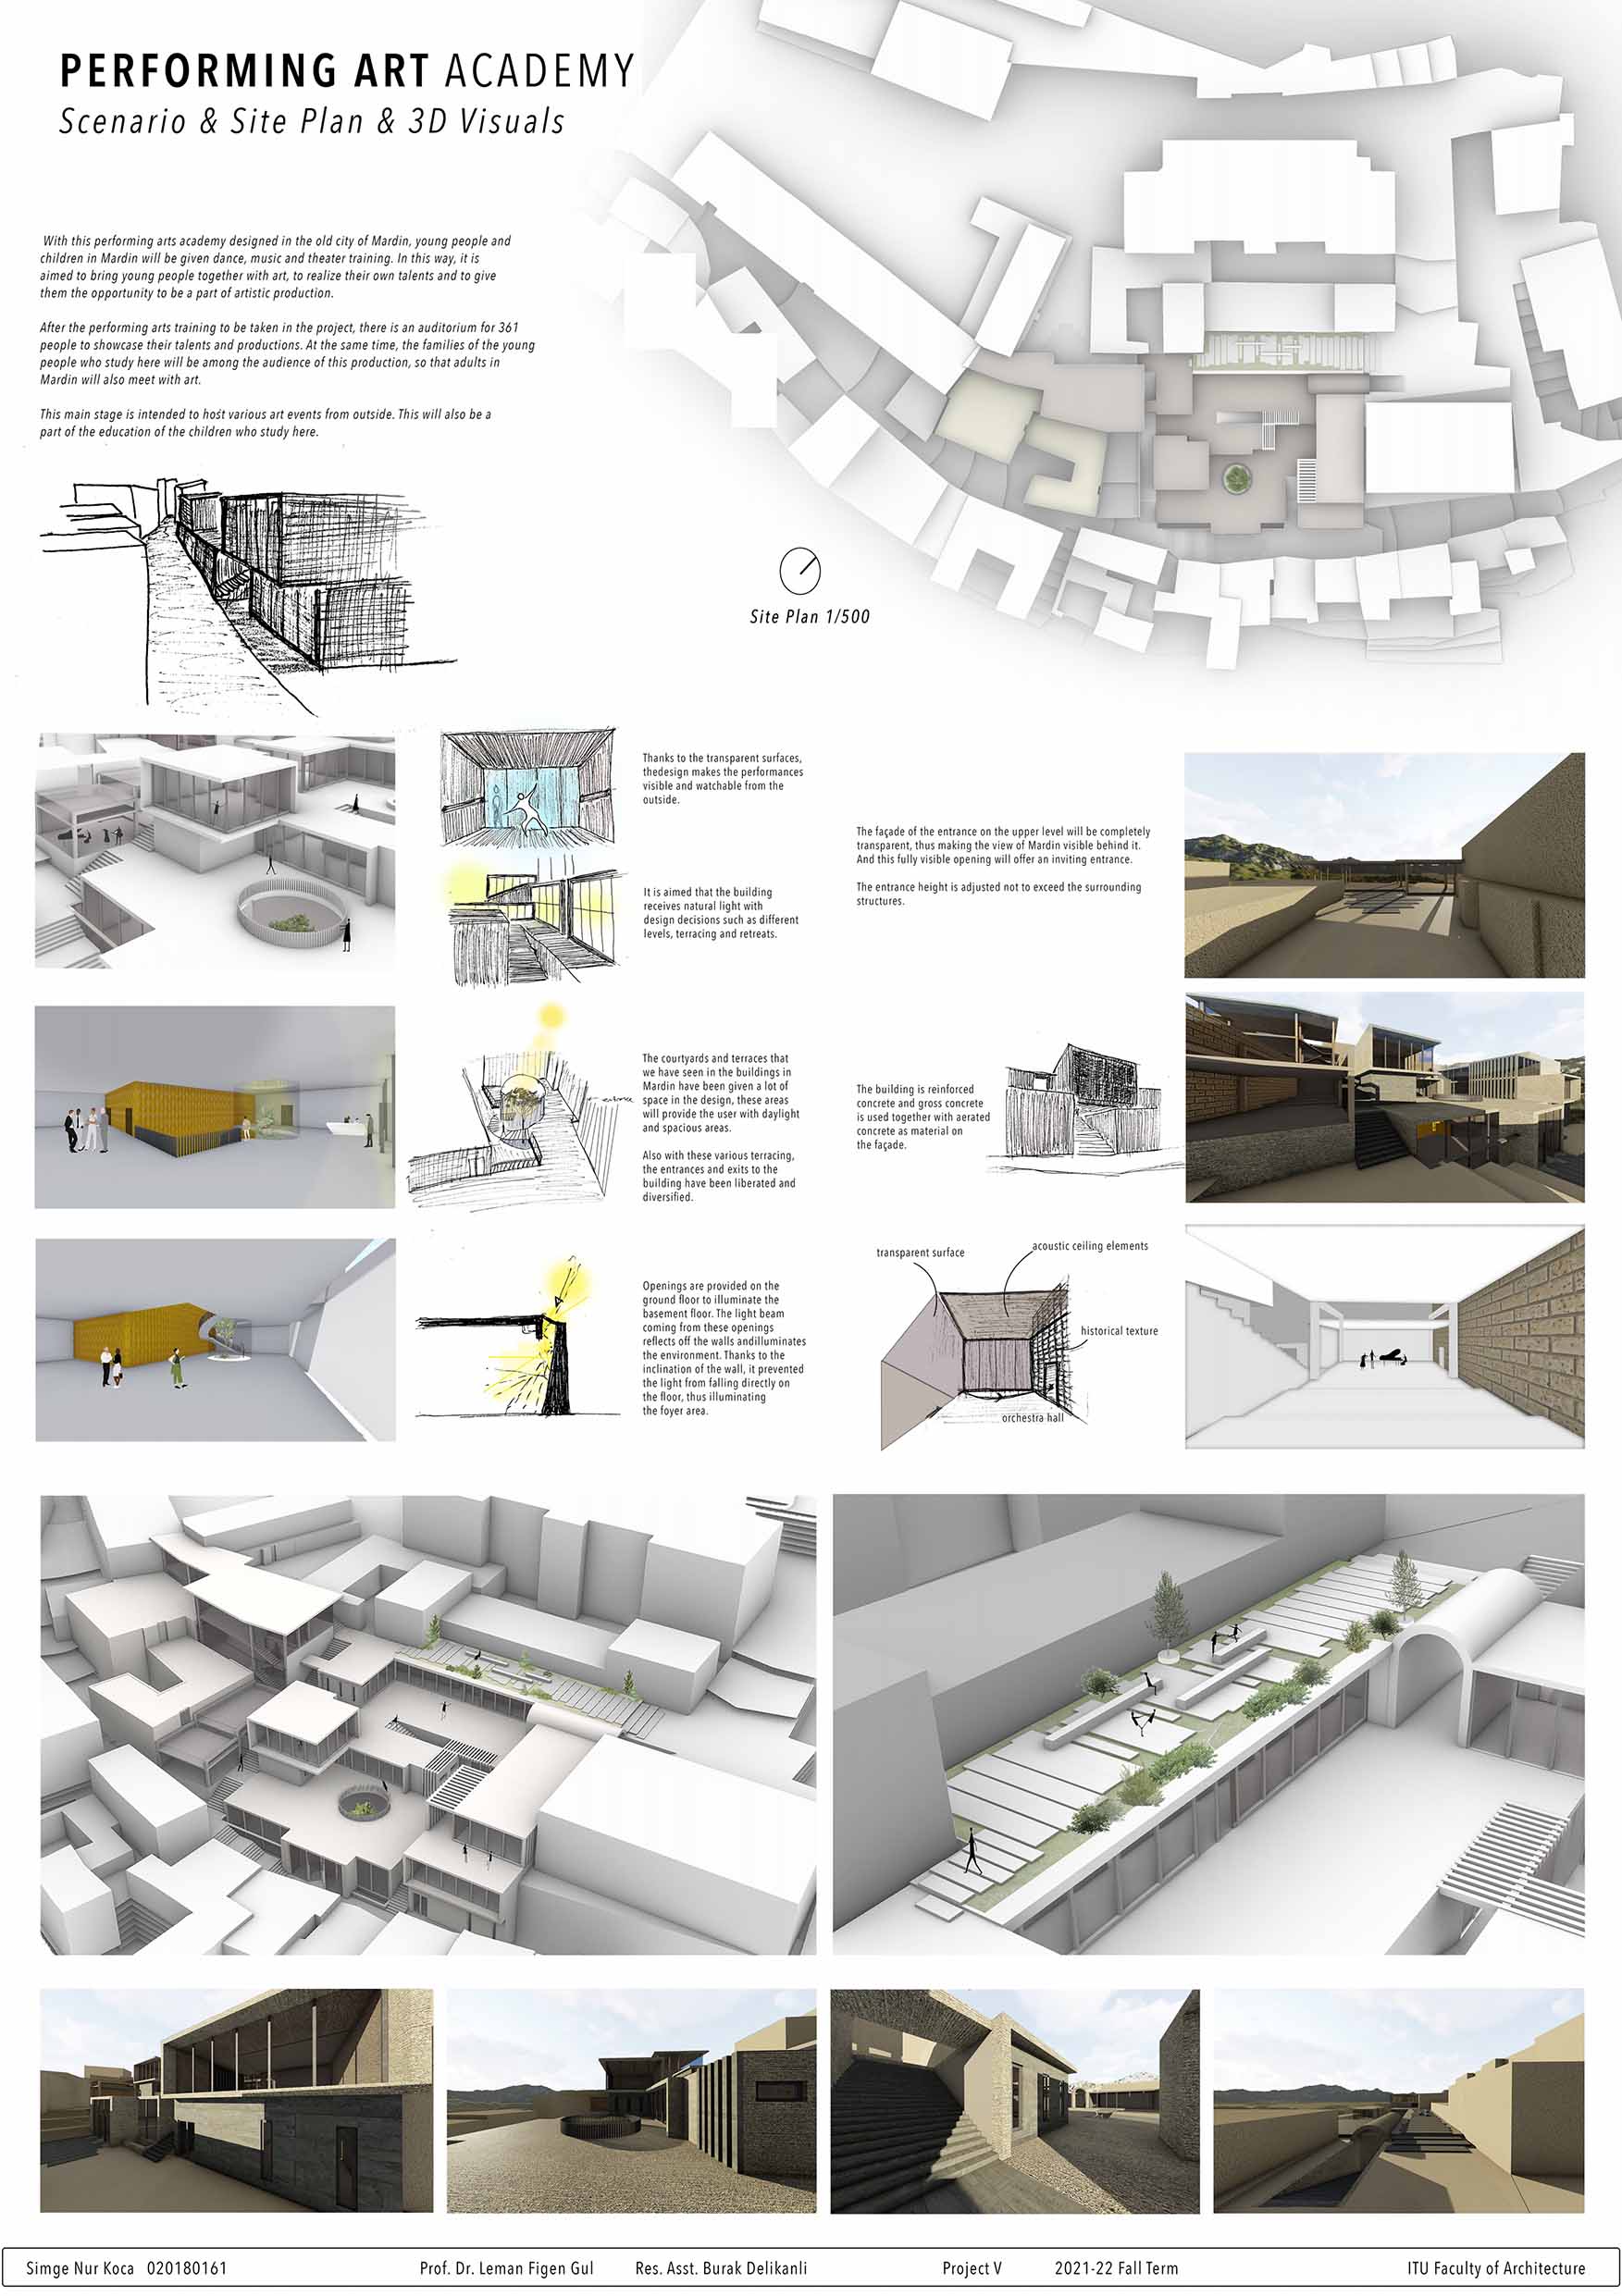 PERFORMING ART ACADEMY
Scenario & Site Plan & 3D Visuals
With this performing arts academy designed in the old city of Mardin, young people and
children in Mardin will be given dance, music and theater training. In this way, it is
aimed to bring young people together with art, to realize their own talents and to give
them the opportunity to be a part of artistic production.
After the performing arts training to be taken in the project, there is an auditorium for 361
people to showcase their talents and productions. At the same time, the families of the young
people who study here will be among the audience of this production, so that adults in
Mardin will also meet with art.
This main stage is intended to host various art events from outside. This will also be a
part of the education of the children who study here.
Site Plan 1/500
Thanks to the transparent surfaces,
thedesign makes the performances
visible and watchable from the
outside.
It is aimed that the building
receives natural light with
design decisions such as different
levels, terracing and retreats.
The façade of the entrance on the upper level will be completely
transparent, thus making the view of Mardin visible behind it.
And this fully visible opening will offer an inviting entrance.
The entrance height is adjusted not to exceed the surrounding
structures.
The courtyards and terraces that
we have seen in the buildings in
Mardin have been given a lot of
space in the design, these areas
will provide the user with daylight
and spacious areas.
Also with these various terracing,
the entrances and exits to the
building have been liberated and
diversified.
The building is reinforced
concrete and gross concrete
is used together with aerated
concrete as material on
the façade.
Openings are provided on the
ground floor to illuminate the
basement floor. The light beam
coming from these openings
reflects off the walls andilluminates
the environment. Thanks to the
inclination of the wall, it prevented
the light from falling directly on
the floor, thus illuminating
the foyer area.
transparent surface
acoustic ceiling elements
historical texture
orchestra hall
Simge Nur Koca 020180161
Prof. Dr. Leman Figen Gul
Res. Asst. Burak Delikanli
Project V
2021-22 Fall Term
ITU Faculty of Architecture